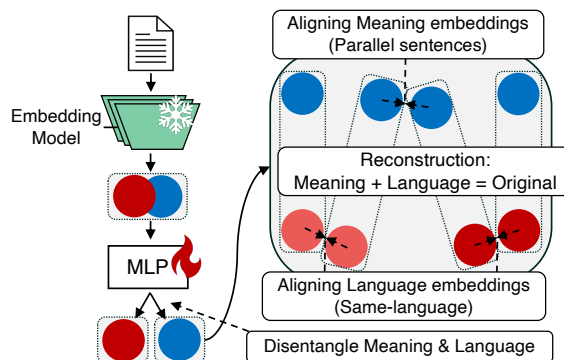 Aligning Meaning embeddings
(Parallel sentences)
Embedding
Model
Reconstruction:
Meaning + Language = Original
MLP
Aligning Language embeddings
(Same-language)
Disentangle Meaning & Language